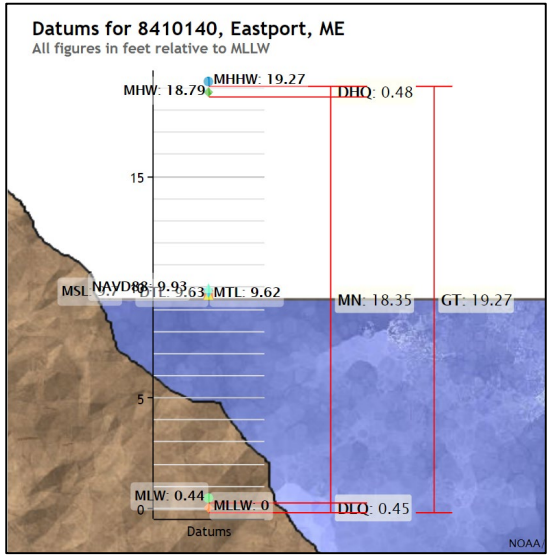 Datums for 8410140, Eastport, ME
All figures in feet relative to MLLW
MHHW: 19.27
MHW: 18.79
DHQ: 0.48
15
NAVD88: 9.93
MSL: 9.7
DTL: 9.63
MTL: 9.62
MN: 18.35
GT: 19.27
5
MLW: 0.44
MLLW: 0
DLQ: 0.45
0
Datums
NOAA/